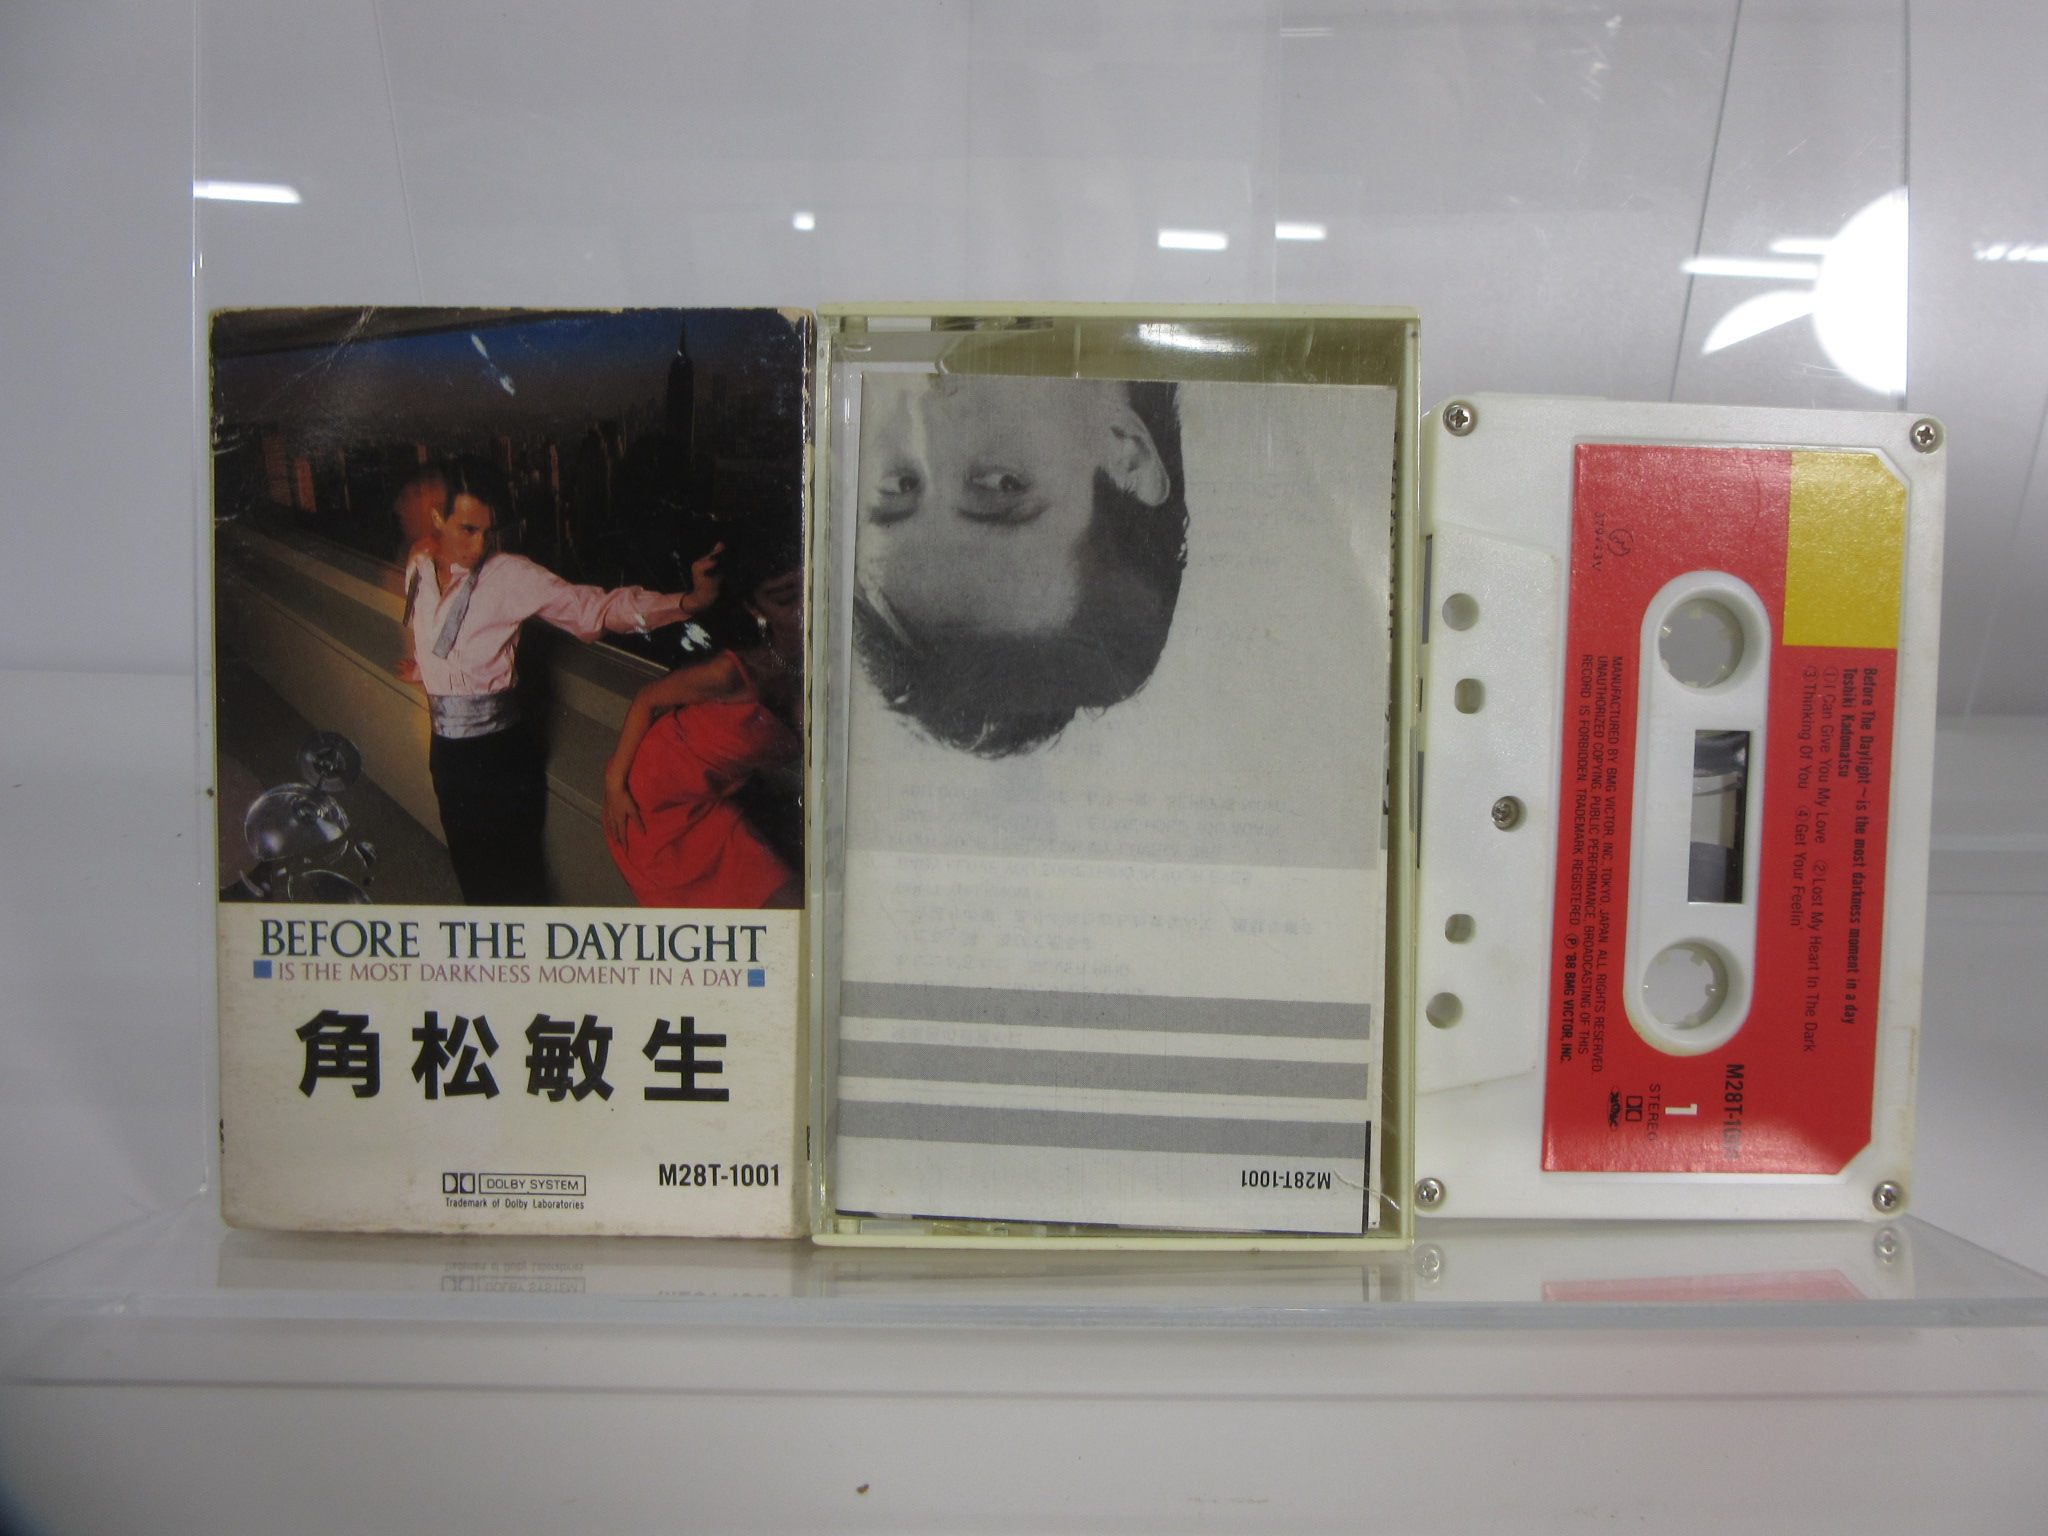 BEFORE THE DAYLIGHT
IS THE MOST DARKNESS MOMENT IN A DAY
角松敏生
DOLBY SYSTEM
Trademark of Dolby Laboratories
M28T-1001
M28T-1001
Before The Daylight ~ is the most darkness moment in a day
Toshiki Kadomatsu
① I Can Give You My Love ② Lost My Heart In The Dark
③ Thinking Of You ④ Get Your Feelin'
M28T-1001
1
STEREO
MANUFACTURED BY BMG VICTOR, INC. TOKYO, JAPAN. ALL RIGHTS RESERVED.
UNAUTHORIZED COPYING, PUBLIC PERFORMANCE, BROADCASTING OF THIS
RECORD IS FORBIDDEN. TRADEMARK REGISTERED. Ⓟ '88 BMG VICTOR, INC.